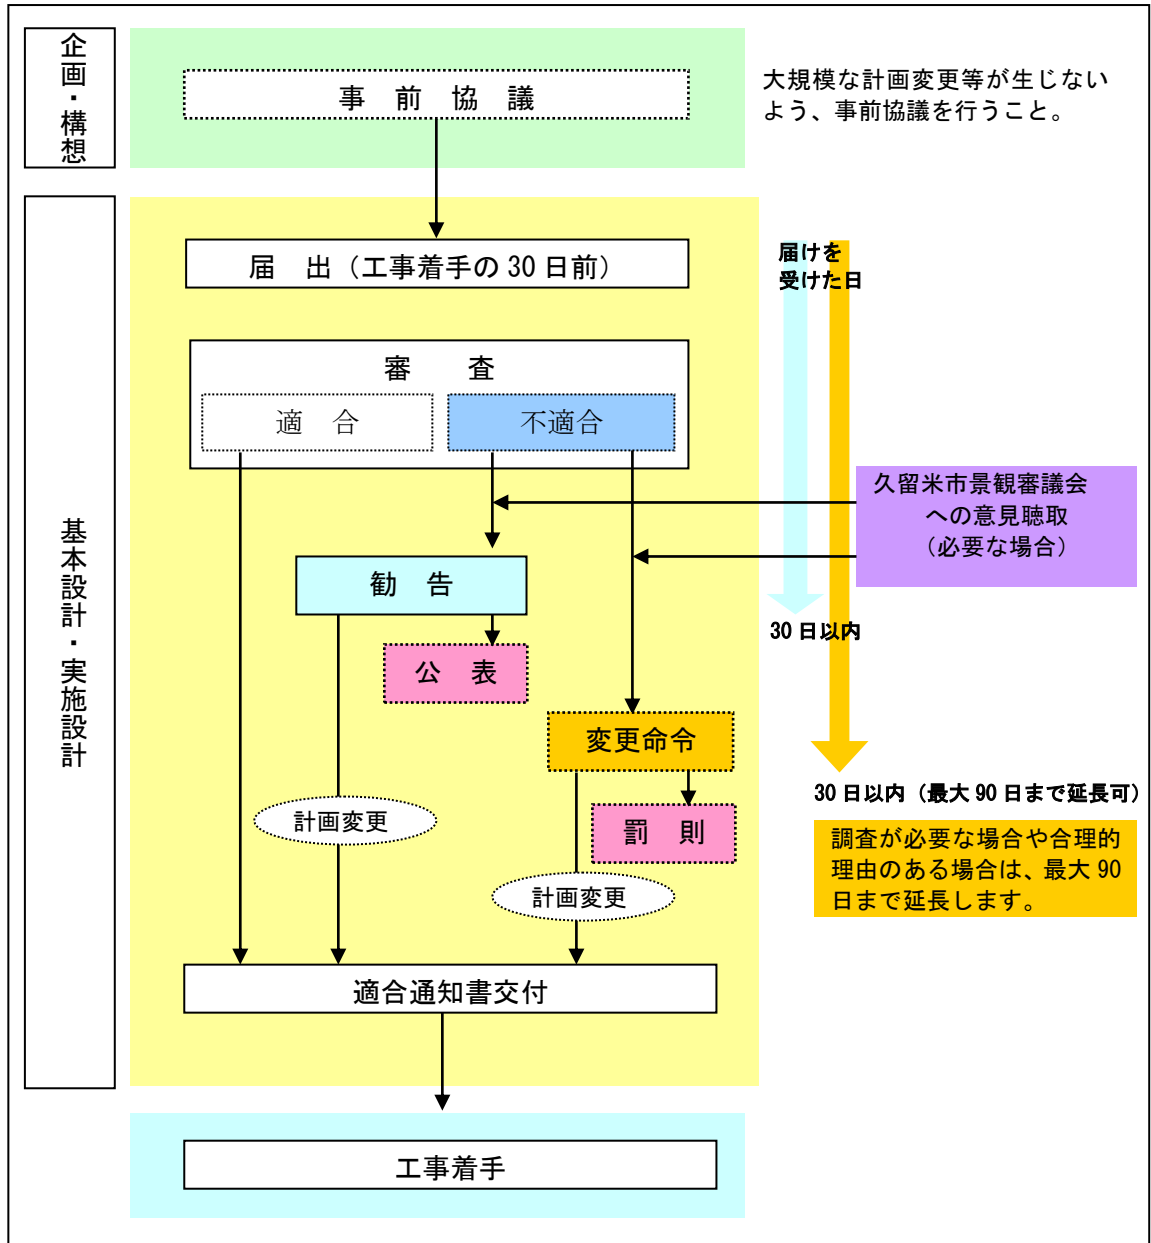 企画・構想
事　前　協　議
大規模な計画変更等が生じない
よう、事前協議を行うこと。
基本設計・実施設計
届　出（工事着手の 30 日前）
届けを
受けた日
審　　査
適　合
不適合
久留米市景観審議会
への意見聴取
（必要な場合）
勧　告
30 日以内
公　表
変更命令
30 日以内（最大 90 日まで延長可）
計画変更
罰　則
調査が必要な場合や合理的
理由のある場合は、最大 90
日まで延長します。
計画変更
適合通知書交付
工事着手